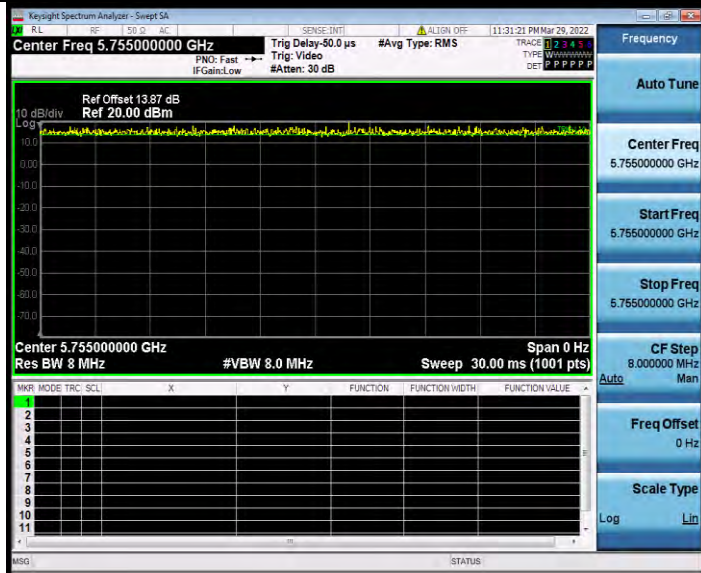 Keysight Spectrum Analyzer - Swept SA
RL RF 50 Ω AC SENSE:INT ALIGN OFF 11:31:21 PM Mar 29, 2022
Center Freq 5.755000000 GHz
PNO: Fast
IFGain:Low
Trig Delay-50.0 µs
Trig: Video
#Atten: 30 dB
#Avg Type: RMS
TRACE 1 2 3 4 5 6
TYPE W
DET P P P P P P
Ref Offset 13.87 dB
10 dB/div Ref 20.00 dBm
Log
10.0
0.00
-10.0
-20.0
-30.0
-40.0
-50.0
-60.0
-70.0
Center 5.755000000 GHz Span 0 Hz
Res BW 8 MHz #VBW 8.0 MHz Sweep 30.00 ms (1001 pts)
MKR MODE TRC SCL X Y FUNCTION FUNCTION WIDTH FUNCTION VALUE
1
2
3
4
5
6
7
8
9
10
11
MSG STATUS
Frequency
Auto Tune
Center Freq
5.755000000 GHz
Start Freq
5.755000000 GHz
Stop Freq
5.755000000 GHz
CF Step
8.000000 MHz
Auto Man
Freq Offset
0 Hz
Scale Type
Log Lin